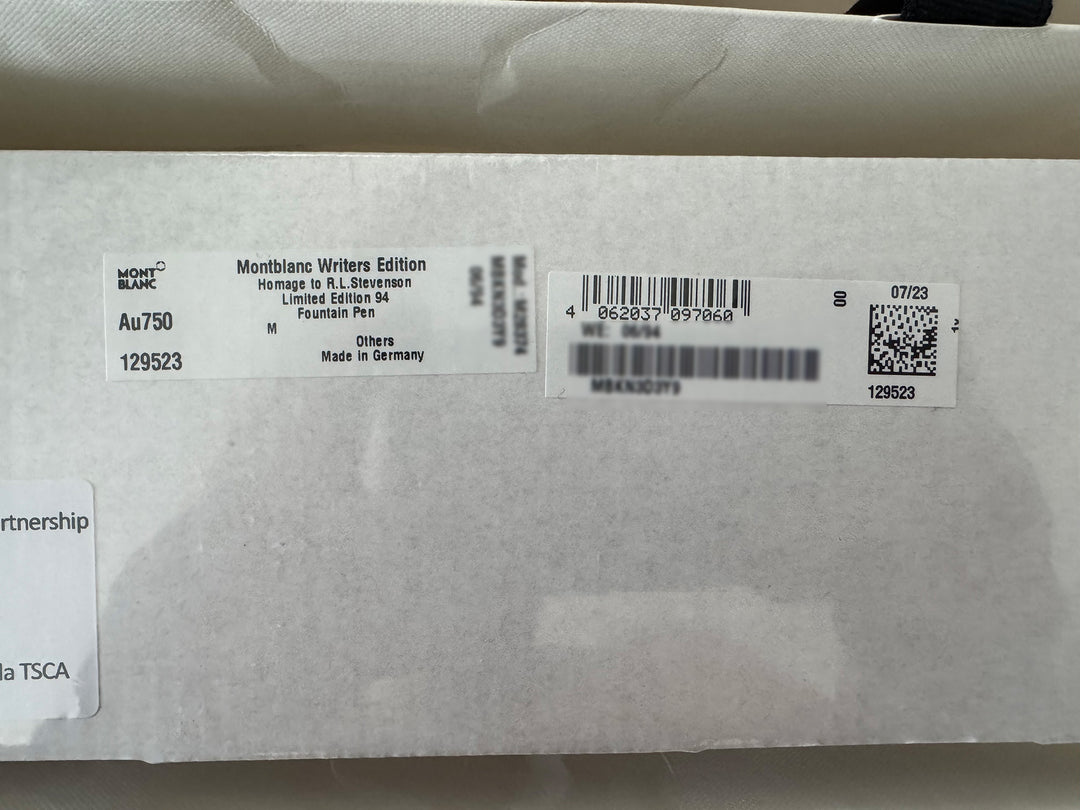 MONT
BLANC
Au750
129523
Montblanc Writers Edition
Homage to R.L.Stevenson
Limited Edition 94
Fountain Pen
M
Others
Made in Germany
4 062037 097060
00
07/23
129523
rtnership
la TSCA